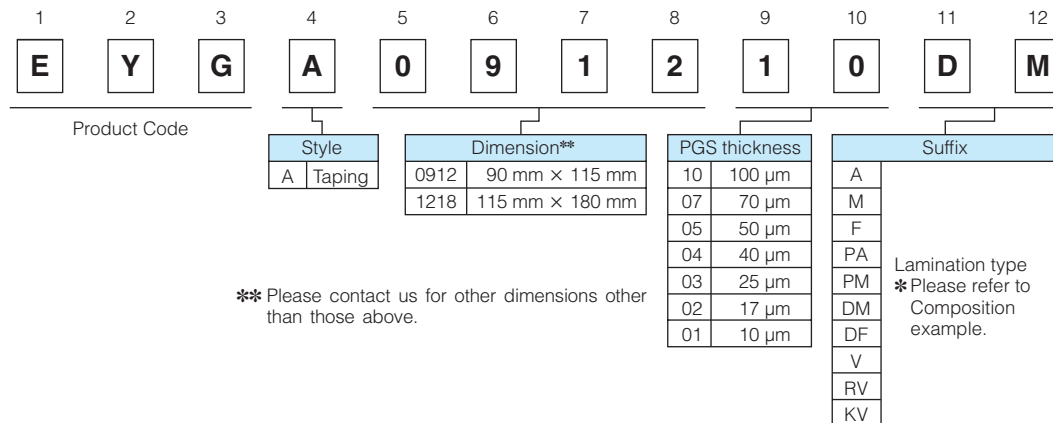 1 2 3 4 5 6 7 8 9 10 11 12
E Y G A 0 9 1 2 1 0 D M
Product Code
Style
A Taping
Dimension**
0912 90 mm × 115 mm
1218 115 mm × 180 mm
PGS thickness
10 100 μm
07 70 μm
05 50 μm
04 40 μm
03 25 μm
02 17 μm
01 10 μm
Suffix
A
M
F
PA
PM
DM
DF
V
RV
KV
Lamination type
* Please refer to
Composition
example.
** Please contact us for other dimensions other
than those above.